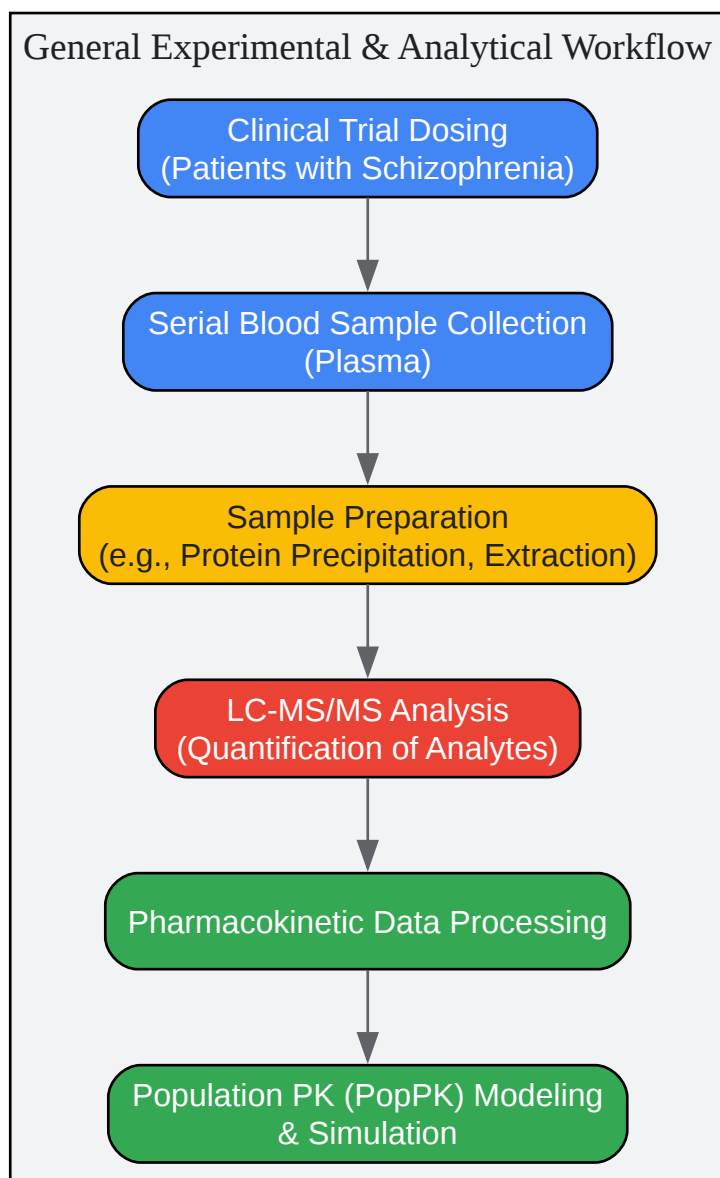 General Experimental & Analytical Workflow
Clinical Trial Dosing
(Patients with Schizophrenia)
Serial Blood Sample Collection
(Plasma)
Sample Preparation
(e.g., Protein Precipitation, Extraction)
LC-MS/MS Analysis
(Quantification of Analytes)
Pharmacokinetic Data Processing
Population PK (PopPK) Modeling
& Simulation